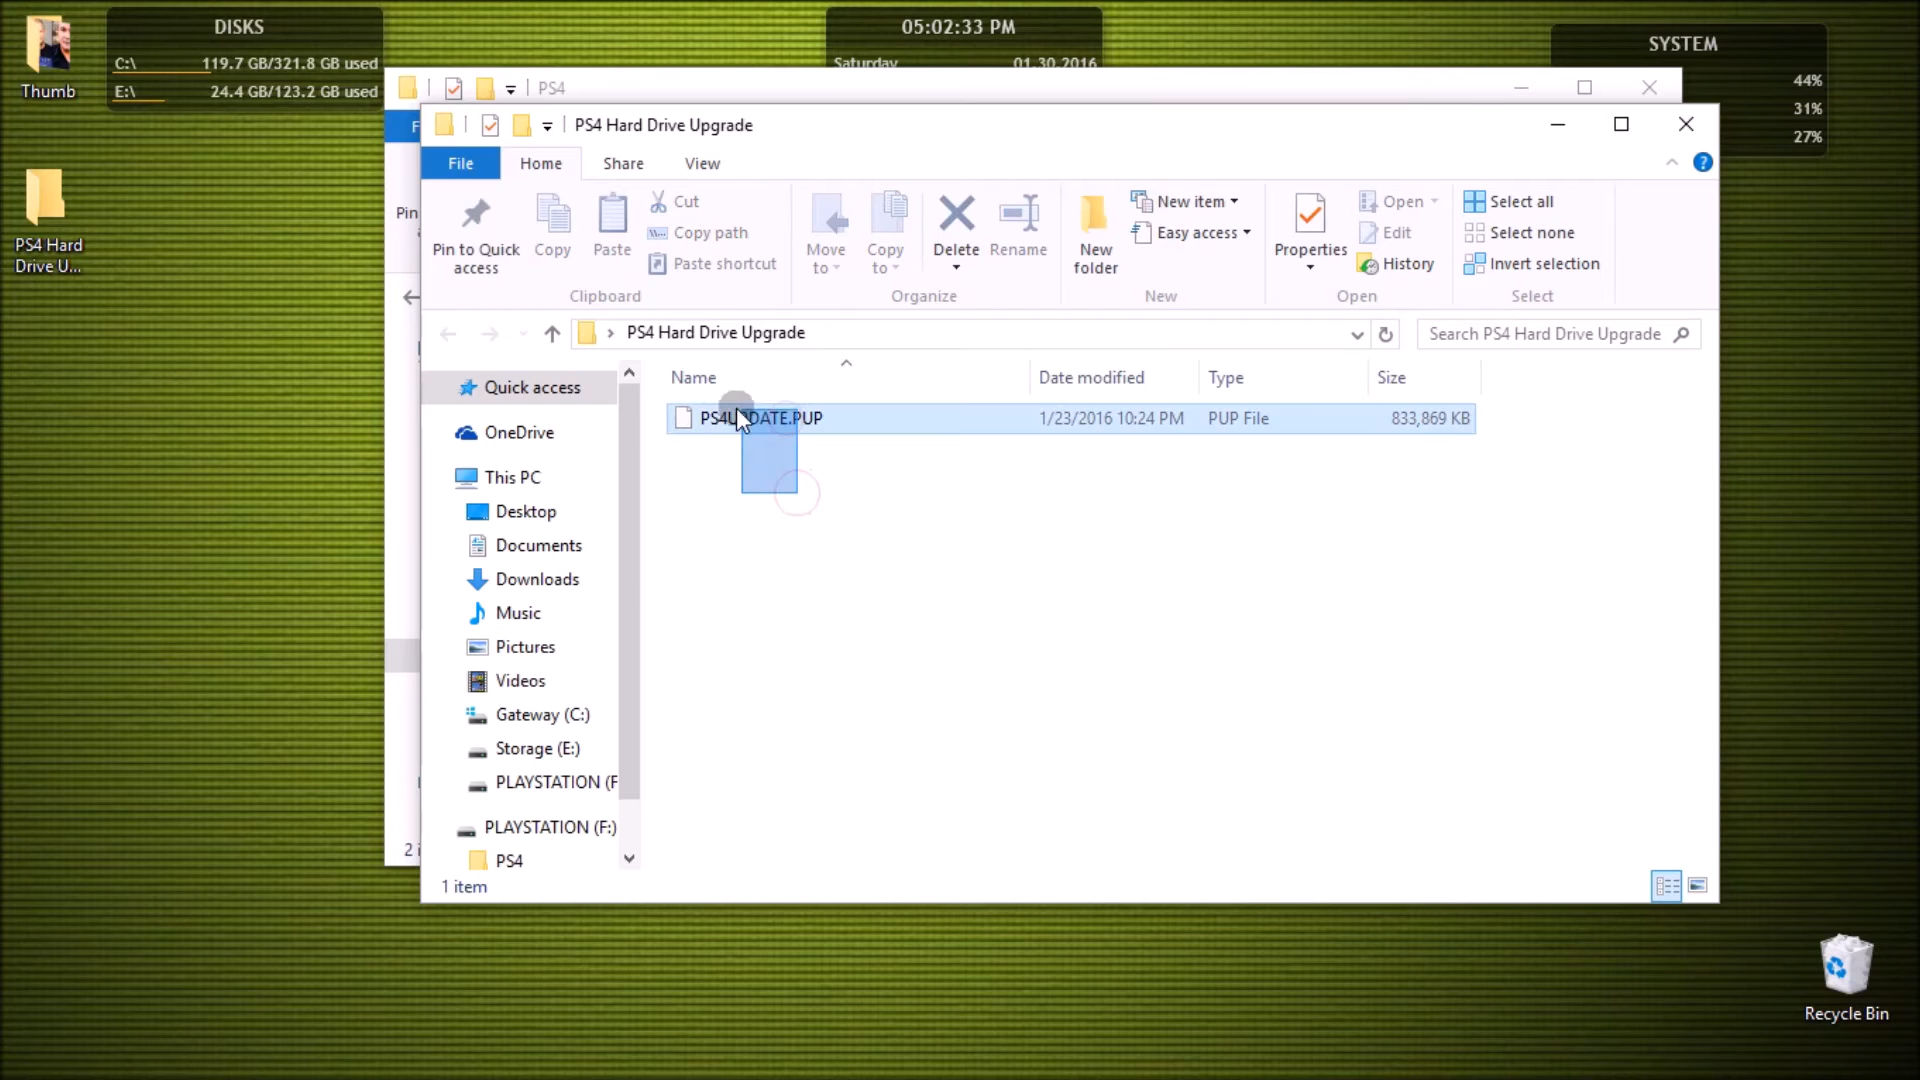 DISKS
C:\ 119.7 GB/321.8 GB used
E:\ 24.4 GB/123.2 GB used
05:02:33 PM
Saturday 01.30.2016
SYSTEM
44%
31%
27%
Thumb
PS4 Hard
Drive U...
PS4
PS4 Hard Drive Upgrade
File Home Share View
Pin to Quick
access
Copy
Paste
Cut
Copy path
Paste shortcut
Clipboard
Move
to
Copy
to
Delete
Rename
Organize
New
folder
New item
Easy access
New
Properties
Open
Edit
History
Open
Select all
Select none
Invert selection
Select
Pin
PS4 Hard Drive Upgrade
Search PS4 Hard Drive Upgrade
Name Date modified Type Size
PS4UPDATE.PUP 1/23/2016 10:24 PM PUP File 833,869 KB
Quick access
OneDrive
This PC
Desktop
Documents
Downloads
Music
Pictures
Videos
Gateway (C:)
Storage (E:)
PLAYSTATION (F
PLAYSTATION (F:)
PS4
2 i
1 item
Recycle Bin